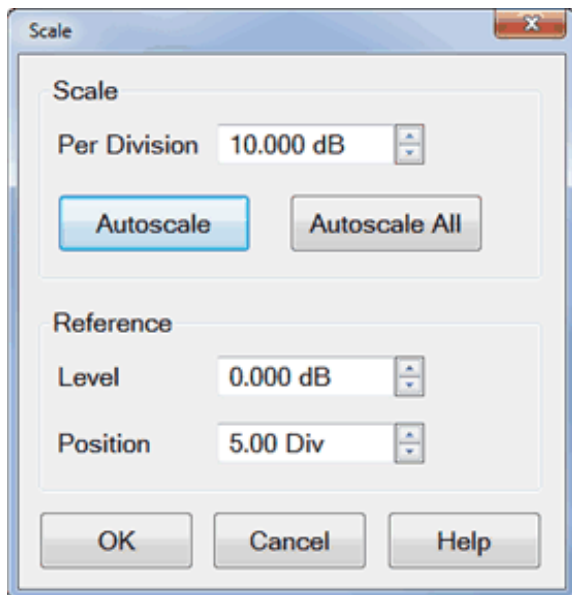 Scale
Scale
Per Division 10.000 dB
Autoscale Autoscale All
Reference
Level 0.000 dB
Position 5.00 Div
OK Cancel Help